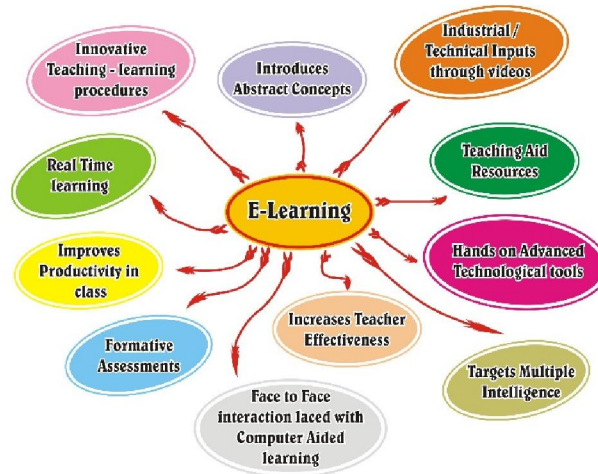 Innovative
Teaching - learning
procedures
Introduces
Abstract Concepts
Industrial /
Technical Inputs
through videos
Real Time
learning
Teaching Aid
Resources
E-Learning
Improves
Productivity in
class
Hands on Advanced
Technological tools
Formative
Assessments
Increases Teacher
Effectiveness
Targets Multiple
Intelligence
Face to Face
interaction laced with
Computer Aided
learning